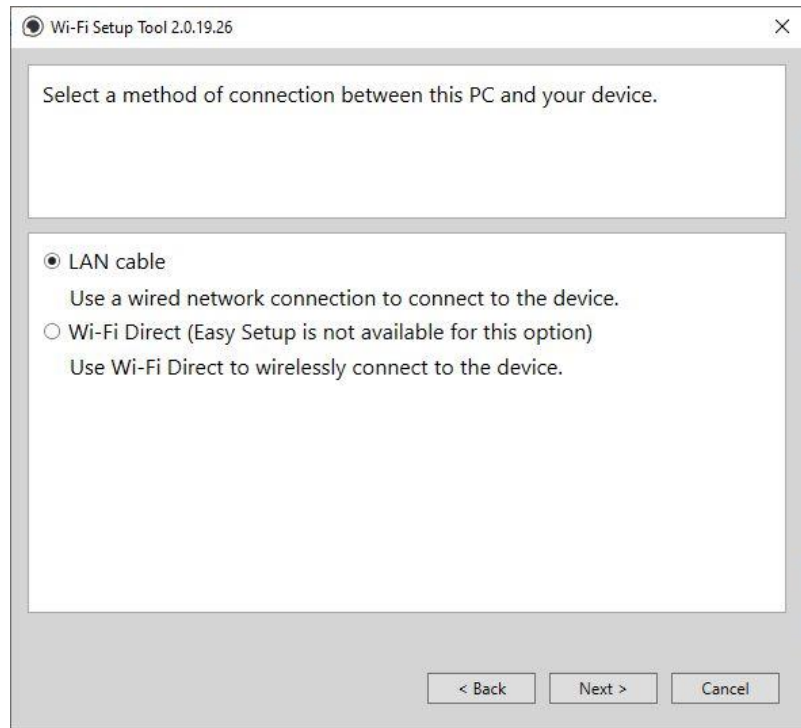 Wi-Fi Setup Tool 2.0.19.26
Select a method of connection between this PC and your device.
LAN cable
Use a wired network connection to connect to the device.
Wi-Fi Direct (Easy Setup is not available for this option)
Use Wi-Fi Direct to wirelessly connect to the device.
< Back
Next >
Cancel